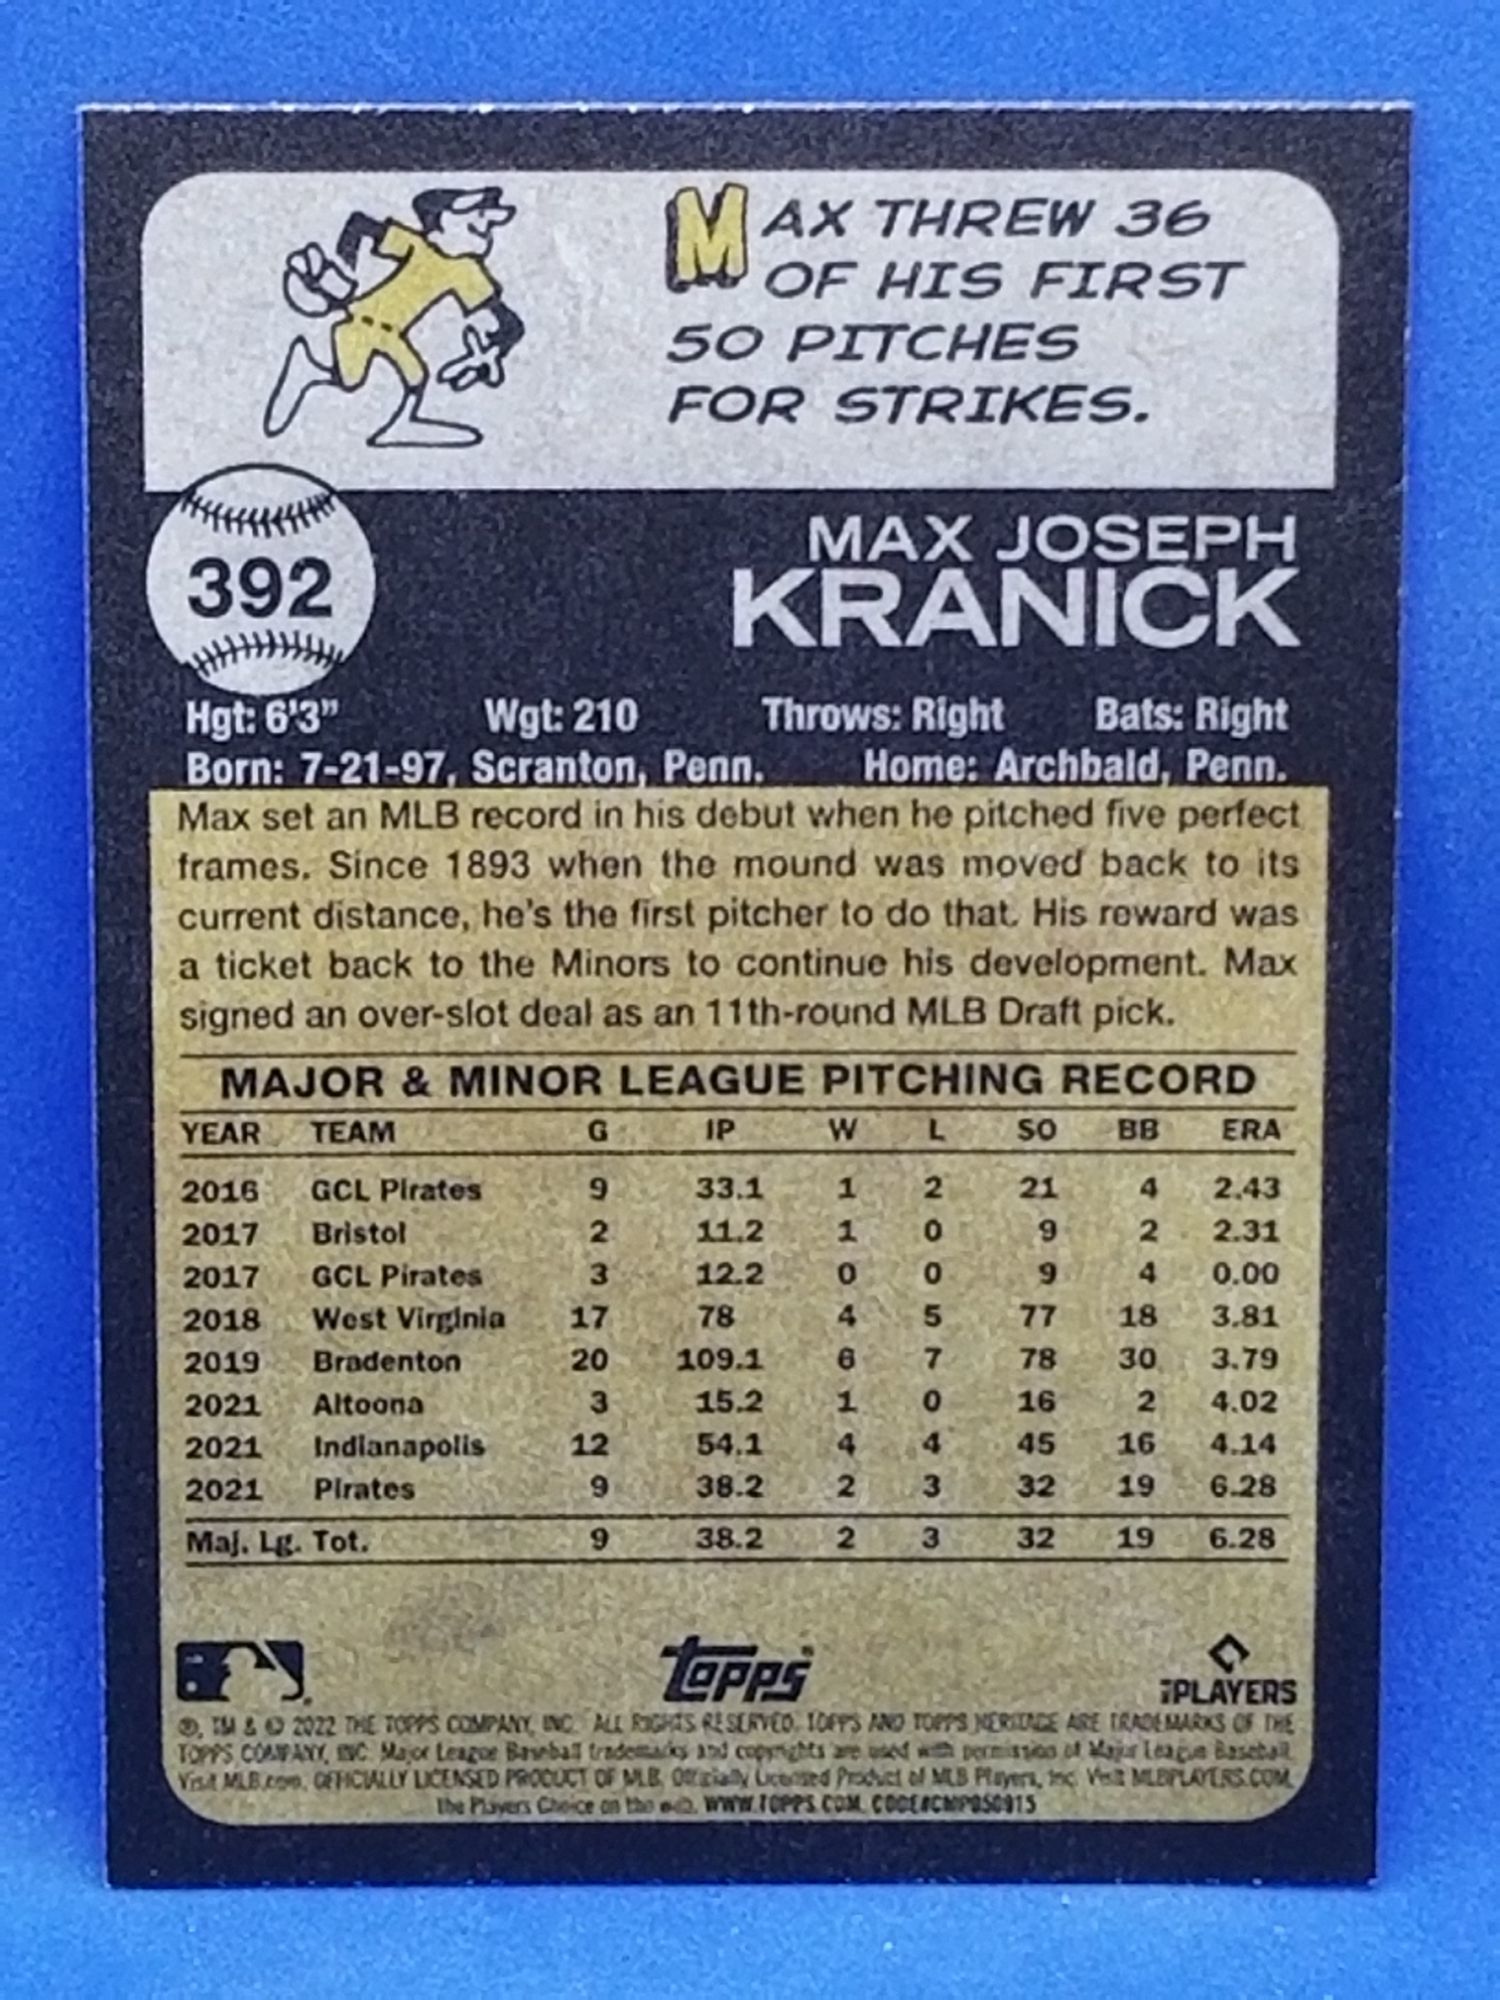 MAX THREW 36
OF HIS FIRST
50 PITCHES
FOR STRIKES.
392
MAX JOSEPH
KRANICK
Hgt: 6'3" Wgt: 210 Throws: Right Bats: Right
Born: 7-21-97, Scranton, Penn. Home: Archbald, Penn.
Max set an MLB record in his debut when he pitched five perfect
frames. Since 1893 when the mound was moved back to its
current distance, he's the first pitcher to do that. His reward was
a ticket back to the Minors to continue his development. Max
signed an over-slot deal as an 11th-round MLB Draft pick.
MAJOR & MINOR LEAGUE PITCHING RECORD
YEAR TEAM G IP W L SO BB ERA
2016 GCL Pirates 9 33.1 1 2 21 4 2.43
2017 Bristol 2 11.2 1 0 9 2 2.31
2017 GCL Pirates 3 12.2 0 0 9 4 0.00
2018 West Virginia 17 78 4 5 77 18 3.81
2019 Bradenton 20 109.1 6 7 78 30 3.79
2021 Altoona 3 15.2 1 0 16 2 4.02
2021 Indianapolis 12 54.1 4 4 45 16 4.14
2021 Pirates 9 38.2 2 3 32 19 6.28
Maj. Lg. Tot. 9 38.2 2 3 32 19 6.28
topps PLAYERS
®, TM & © 2022 THE TOPPS COMPANY, INC. ALL RIGHTS RESERVED. TOPPS AND TOPPS HERITAGE ARE TRADEMARKS OF THE
TOPPS COMPANY, INC. Major League Baseball trademarks and copyrights are used with permission of Major League Baseball.
Visit MLB.com. OFFICIALLY LICENSED PRODUCT OF MLB. Officially Licensed Product of MLB Players, Inc. Visit MLBPLAYERS.COM,
the Players Choice on the web. WWW.TOPPS.COM. CODE#CMP050915